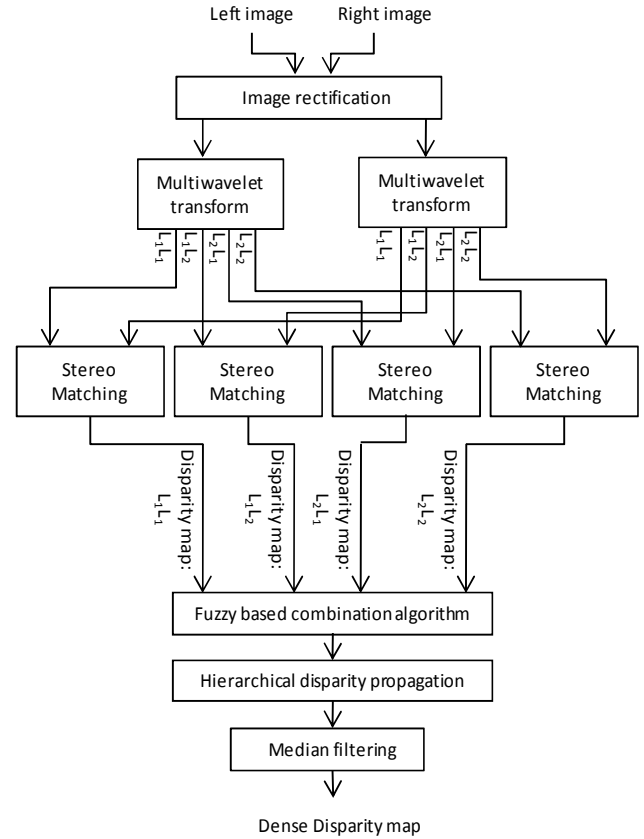 Left image
Right image
Image rectification
Multiwavelet
transform
Multiwavelet
transform
L₁L₁
L₁L₂
L₂L₁
L₂L₂
L₁L₁
L₁L₂
L₂L₁
L₂L₂
Stereo
Matching
Stereo
Matching
Stereo
Matching
Stereo
Matching
Disparity map:
L₁L₁
Disparity map:
L₁L₂
Disparity map:
L₂L₁
Disparity map:
L₂L₂
Fuzzy based combination algorithm
Hierarchical disparity propagation
Median filtering
Dense Disparity map